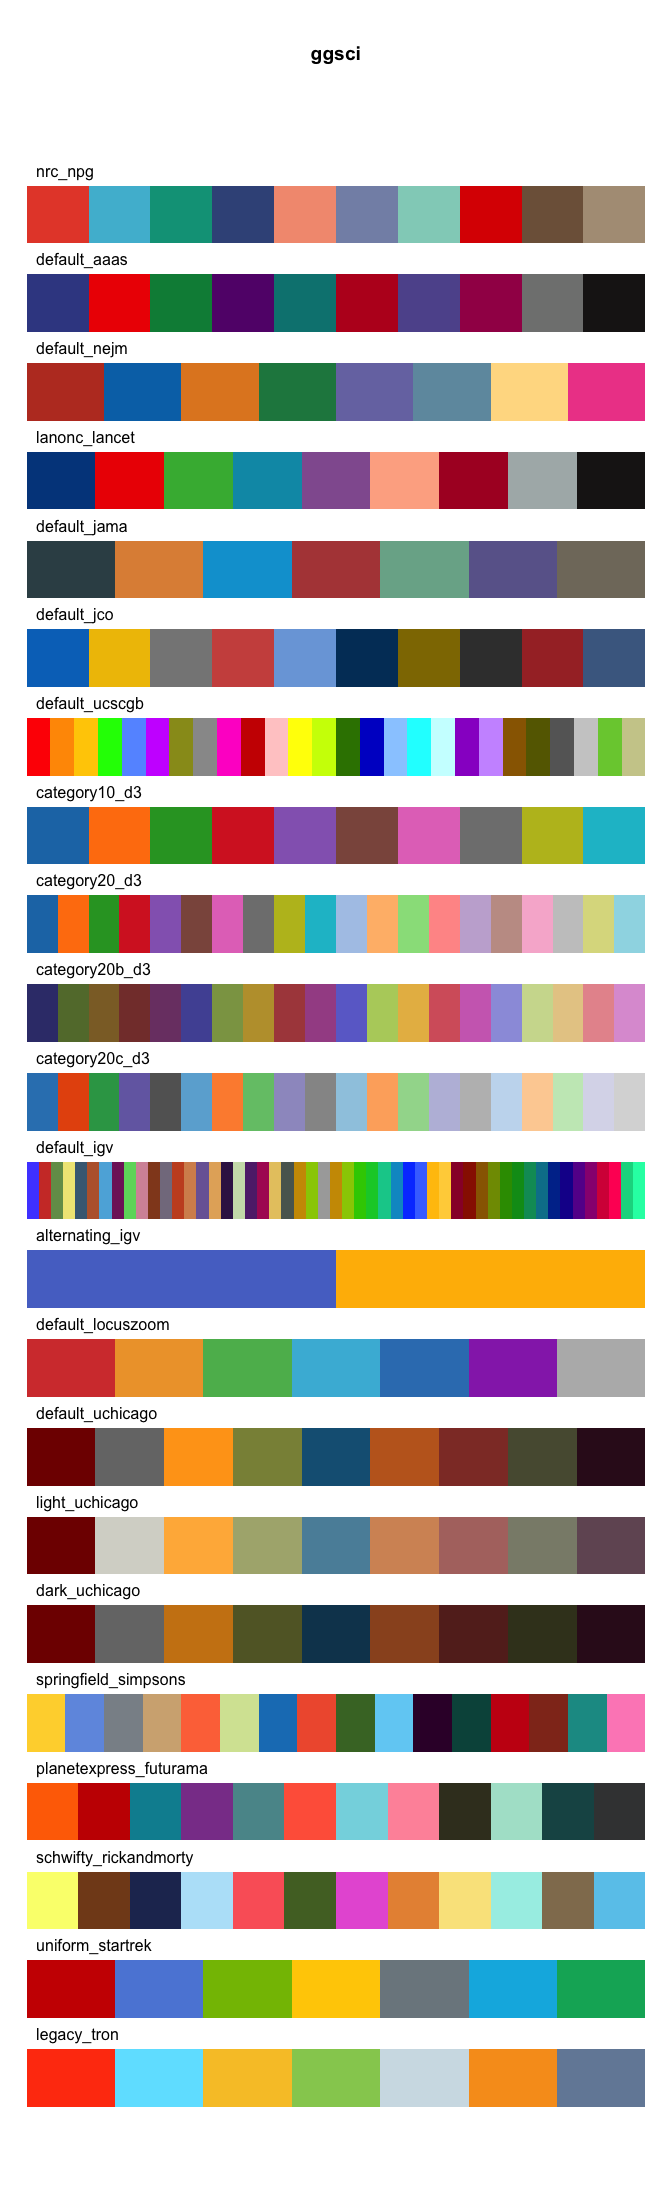 ggsci
nrc_npg
default_aaas
default_nejm
lanonc_lancet
default_jama
default_jco
default_ucscgb
category10_d3
category20_d3
category20b_d3
category20c_d3
default_igv
alternating_igv
default_locuszoom
default_uchicago
light_uchicago
dark_uchicago
springfield_simpsons
planetexpress_futurama
schwifty_rickandmorty
uniform_startrek
legacy_tron